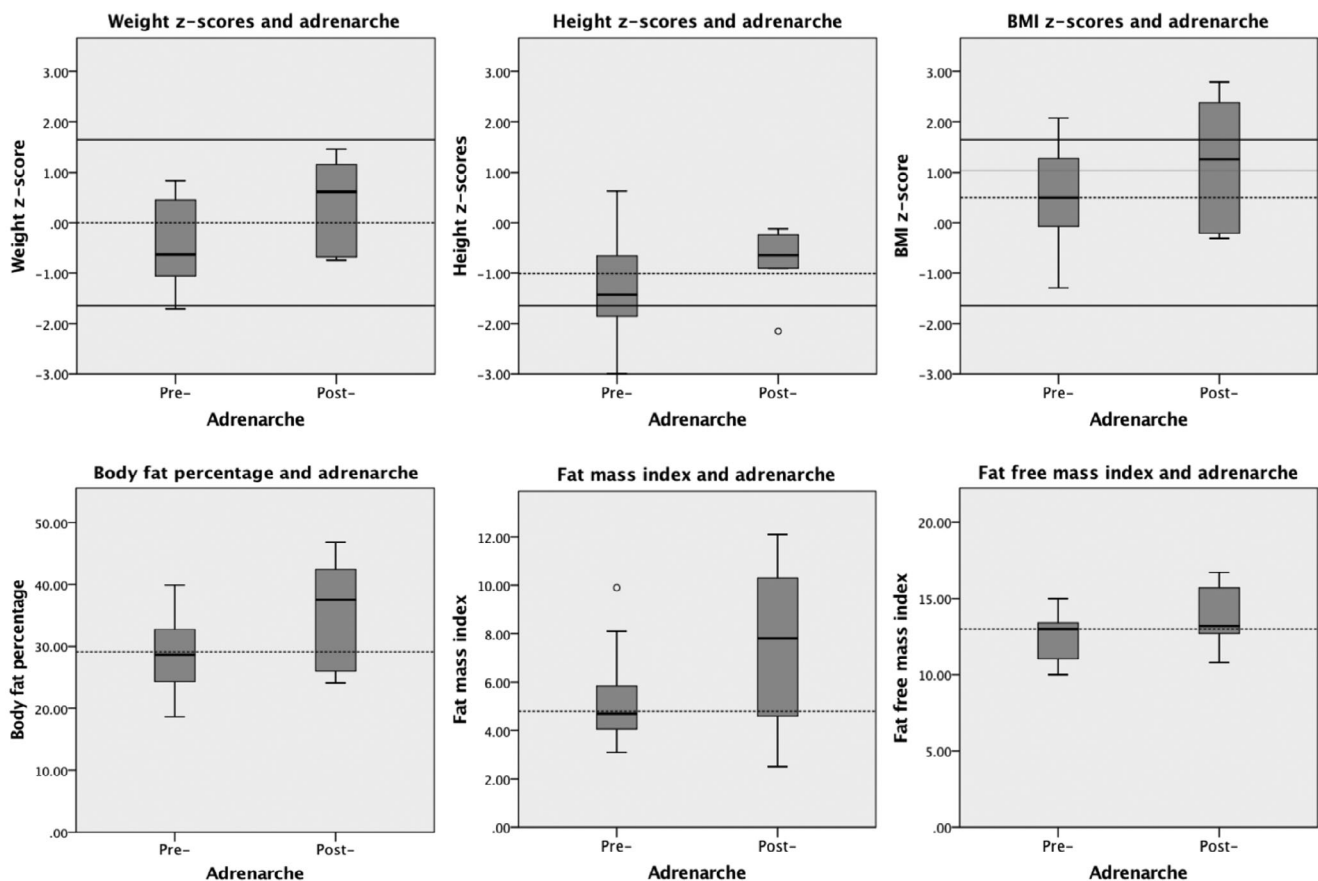 Weight z-scores and adrenarche
Weight z-score
3.00
2.00
1.00
.00
-1.00
-2.00
-3.00
Pre-
Post-
Adrenarche
Height z-scores and adrenarche
Height z-scores
3.00
2.00
1.00
.00
-1.00
-2.00
-3.00
Pre-
Post-
Adrenarche
BMI z-scores and adrenarche
BMI z-score
3.00
2.00
1.00
.00
-1.00
-2.00
-3.00
Pre-
Post-
Adrenarche
Body fat percentage and adrenarche
Body fat percentage
50.00
40.00
30.00
20.00
10.00
.00
Pre-
Post-
Adrenarche
Fat mass index and adrenarche
Fat mass index
12.00
10.00
8.00
6.00
4.00
2.00
.00
Pre-
Post-
Adrenarche
Fat free mass index and adrenarche
Fat free mass index
20.00
15.00
10.00
5.00
.00
Pre-
Post-
Adrenarche